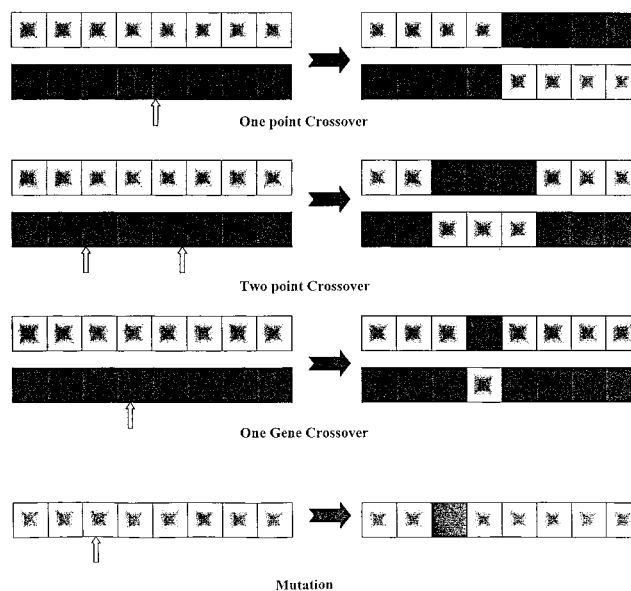 One point Crossover
Two point Crossover
One Gene Crossover
Mutation